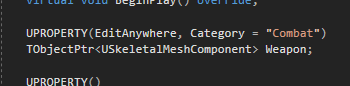 virtual void BeginPlay() override;
UPROPERTY(EditAnywhere, Category = "Combat")
TObjectPtr<USkeletalMeshComponent> Weapon;
UPROPERTY()